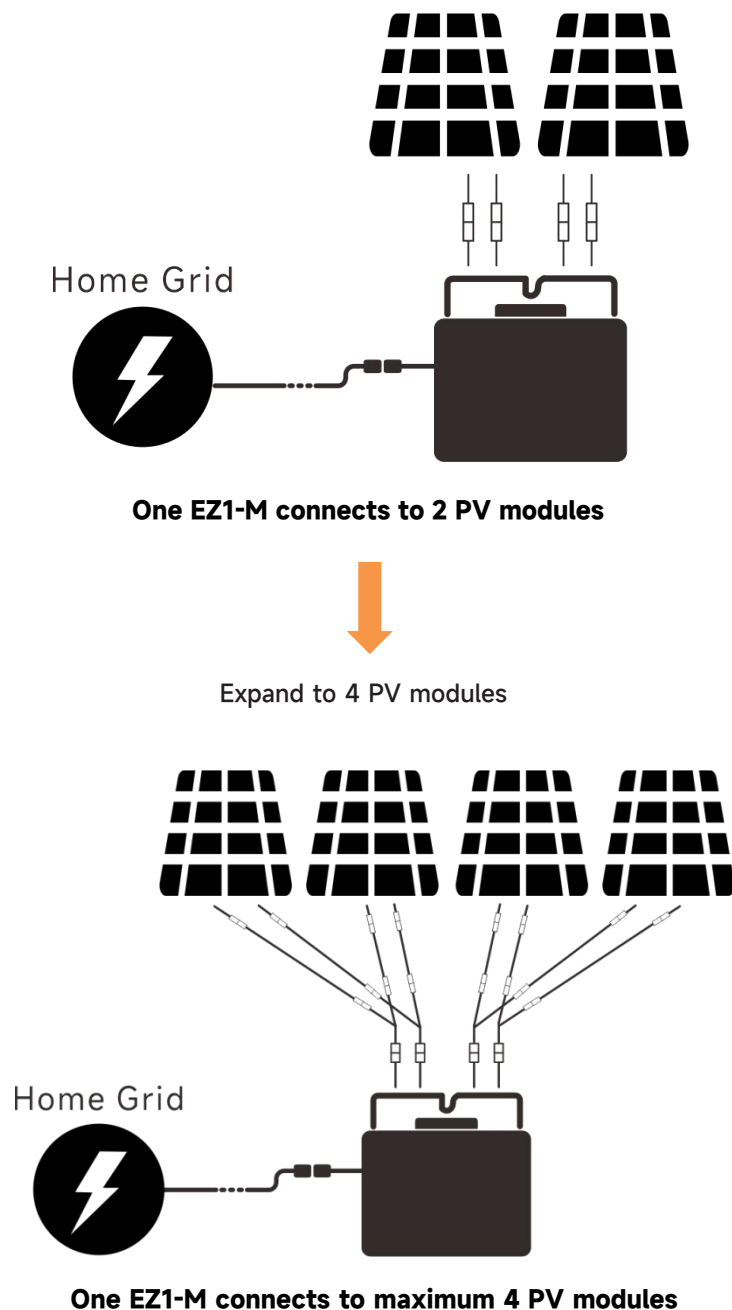 Home Grid
One EZ1-M connects to 2 PV modules
Expand to 4 PV modules
Home Grid
One EZ1-M connects to maximum 4 PV modules